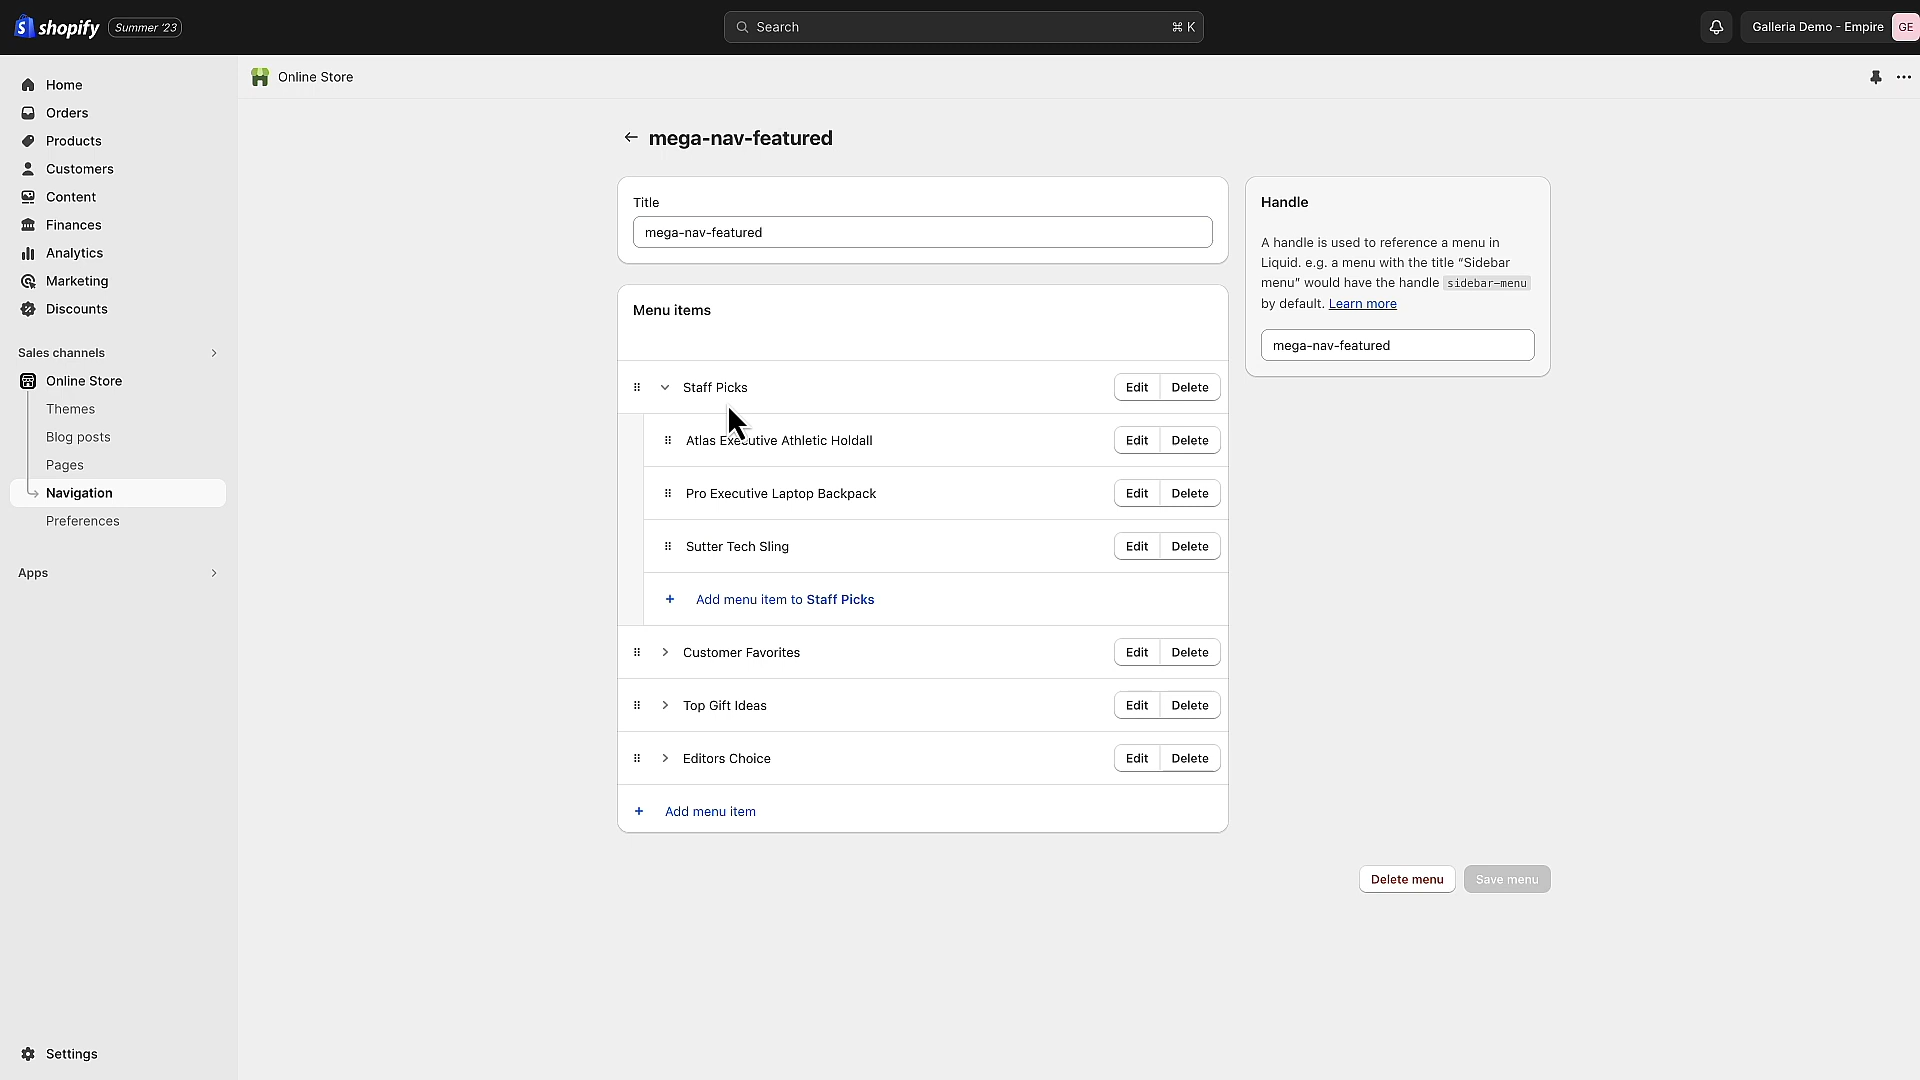 shopify
Summer '23
Search
⌘ K
Galleria Demo - Empire
GE
Home
Orders
Products
Customers
Content
Finances
Analytics
Marketing
Discounts
Sales channels
Online Store
Themes
Blog posts
Pages
Navigation
Preferences
Apps
Settings
Online Store
mega-nav-featured
Title
mega-nav-featured
Menu items
Staff Picks
Edit
Delete
Atlas Executive Athletic Holdall
Edit
Delete
Pro Executive Laptop Backpack
Edit
Delete
Sutter Tech Sling
Edit
Delete
+ Add menu item to Staff Picks
Customer Favorites
Edit
Delete
Top Gift Ideas
Edit
Delete
Editors Choice
Edit
Delete
+ Add menu item
Handle
A handle is used to reference a menu in
Liquid. e.g. a menu with the title “Sidebar
menu” would have the handle sidebar-menu
by default. Learn more
mega-nav-featured
Delete menu
Save menu